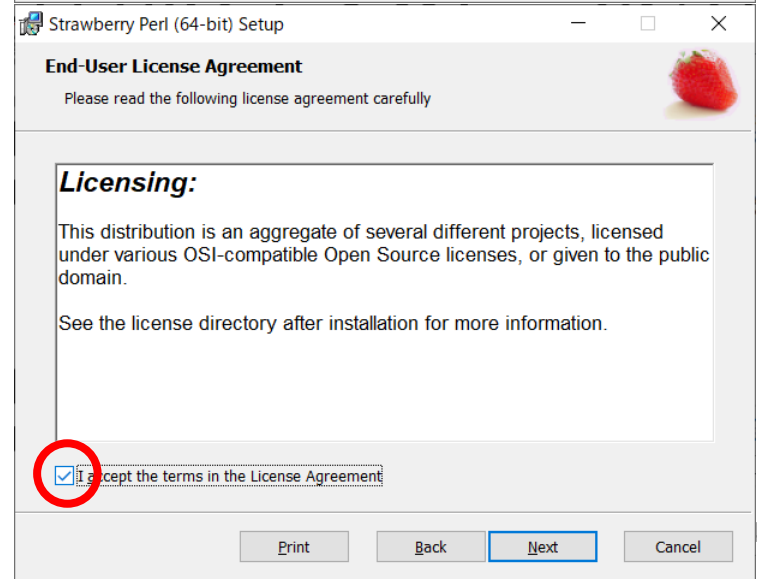 Strawberry Perl (64-bit) Setup
End-User License Agreement
Please read the following license agreement carefully
Licensing:
This distribution is an aggregate of several different projects, licensed
under various OSI-compatible Open Source licenses, or given to the public
domain.
See the license directory after installation for more information.
I accept the terms in the License Agreement
Print Back Next Cancel